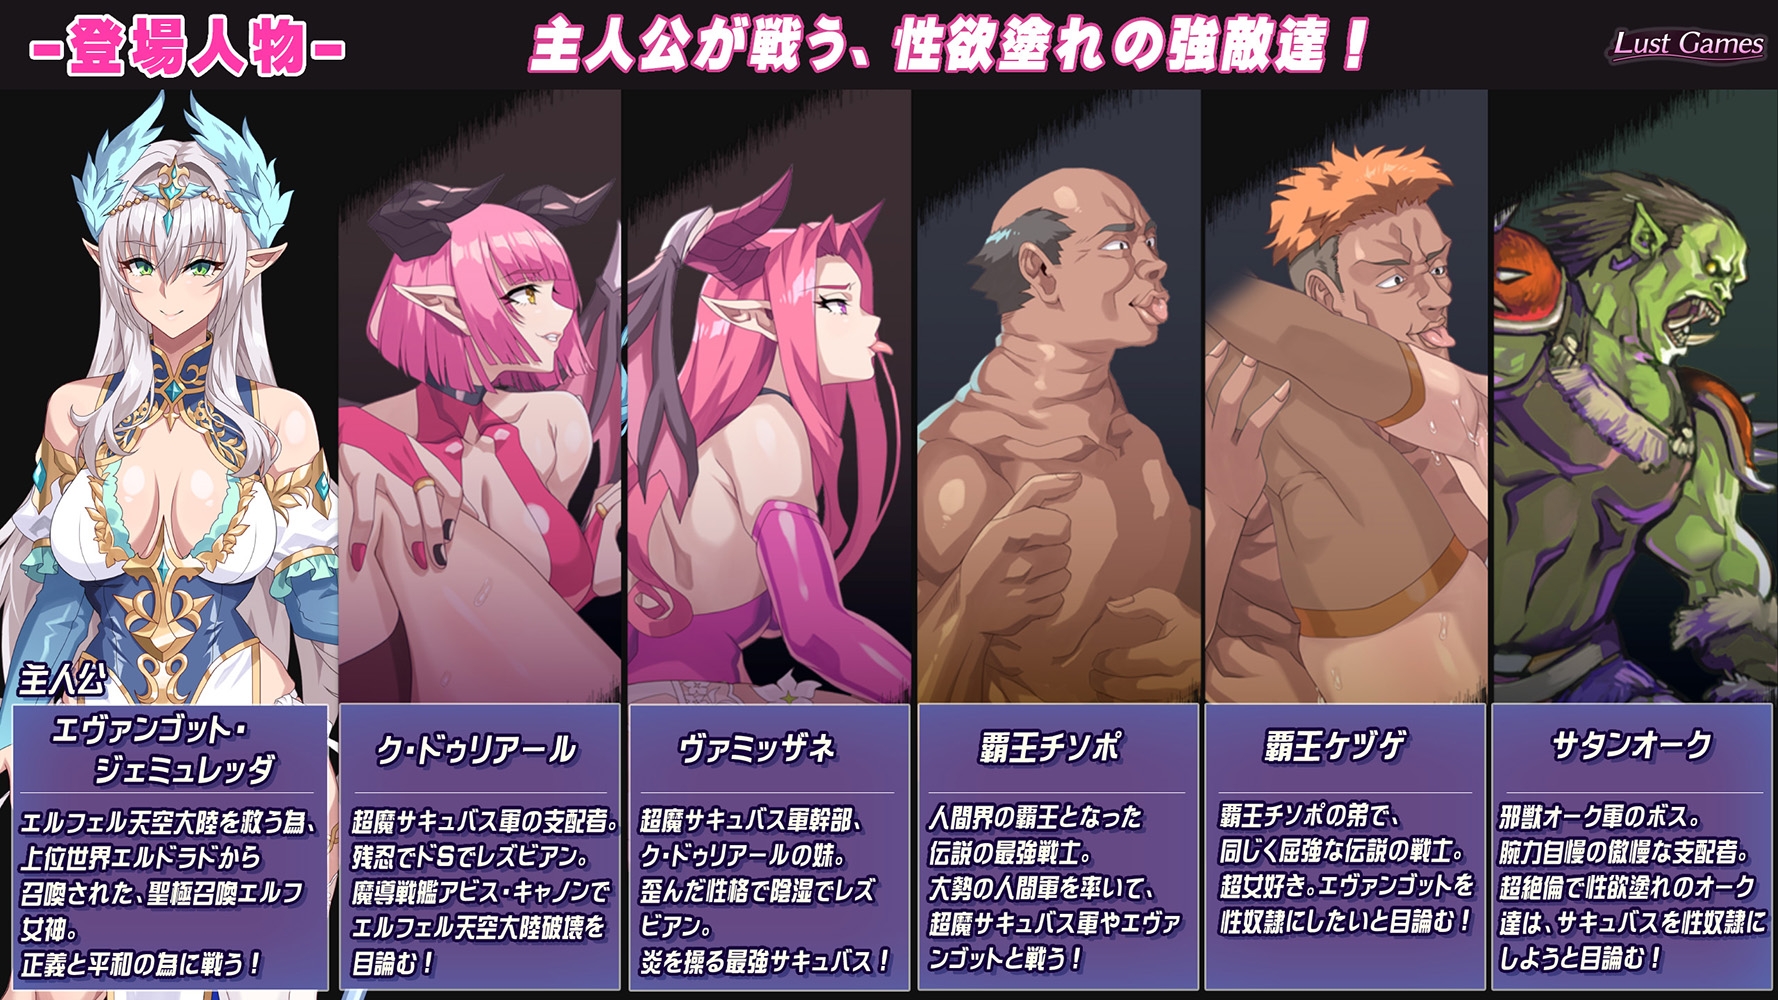 -登場人物-
主人公が戦う、性欲塗れの強敵達！
Lust Games
主人公
エヴァンゴット・
ジェミュレッダ
エルフェル天空大陸を救う為、
上位世界エルドラドから
召喚された、聖極召喚エルフ
女神。
正義と平和の為に戦う！
ク・ドゥリアール
超魔サキュバス軍の支配者。
残忍でドSでレズビアン。
魔導戦艦アビス・キャノンで
エルフェル天空大陸破壊を
目論む！
ヴァミッザネ
超魔サキュバス軍幹部、
ク・ドゥリアールの妹。
歪んだ性格で陰湿でレズ
ビアン。
炎を操る最強サキュバス！
覇王チソポ
人間界の覇王となった
伝説の最強戦士。
大勢の人間軍を率いて、
超魔サキュバス軍やエヴァ
ンゴットと戦う！
覇王ケヅゲ
覇王チソポの弟で、
同じく屈強な伝説の戦士。
超女好き。エヴァンゴットを
性奴隷にしたいと目論む！
サタンオーク
邪獣オーク軍のボス。
腕力自慢の傲慢な支配者。
超絶倫で性欲塗れのオーク
達は、サキュバスを性奴隷に
しようと目論む！